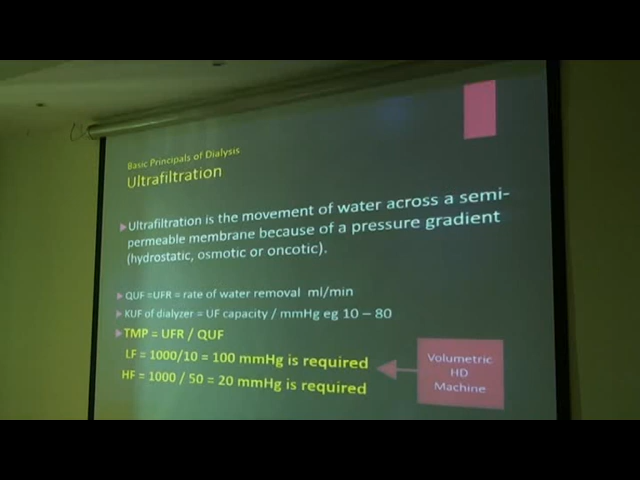 Basic Principals of Dialysis
Ultrafiltration
Ultrafiltration is the movement of water across a semi-
permeable membrane because of a pressure gradient
(hydrostatic, osmotic or oncotic).
QUF =UFR = rate of water removal ml/min
KUF of dialyzer = UF capacity / mmHg eg 10 – 80
TMP = UFR / QUF
LF = 1000/10 = 100 mmHg is required
HF = 1000 / 50 = 20 mmHg is required
Volumetric
HD
Machine